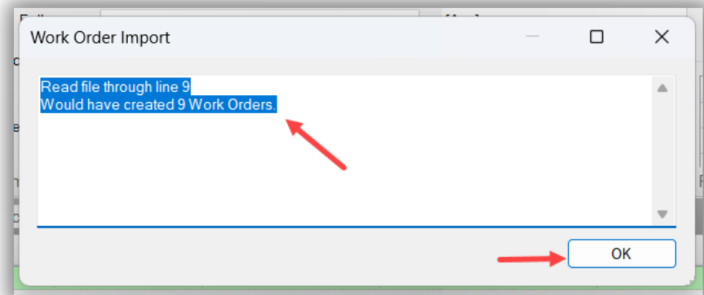 Work Order Import
Read file through line 9
Would have created 9 Work Orders.
OK